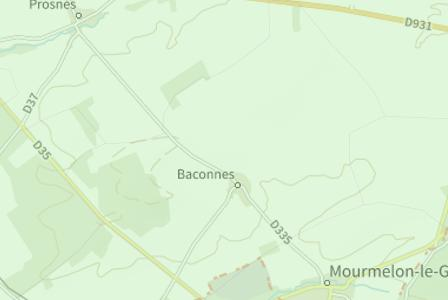 Prosnes
D931
D37
D35
Baconnes
D335
Mourmelon-le-G